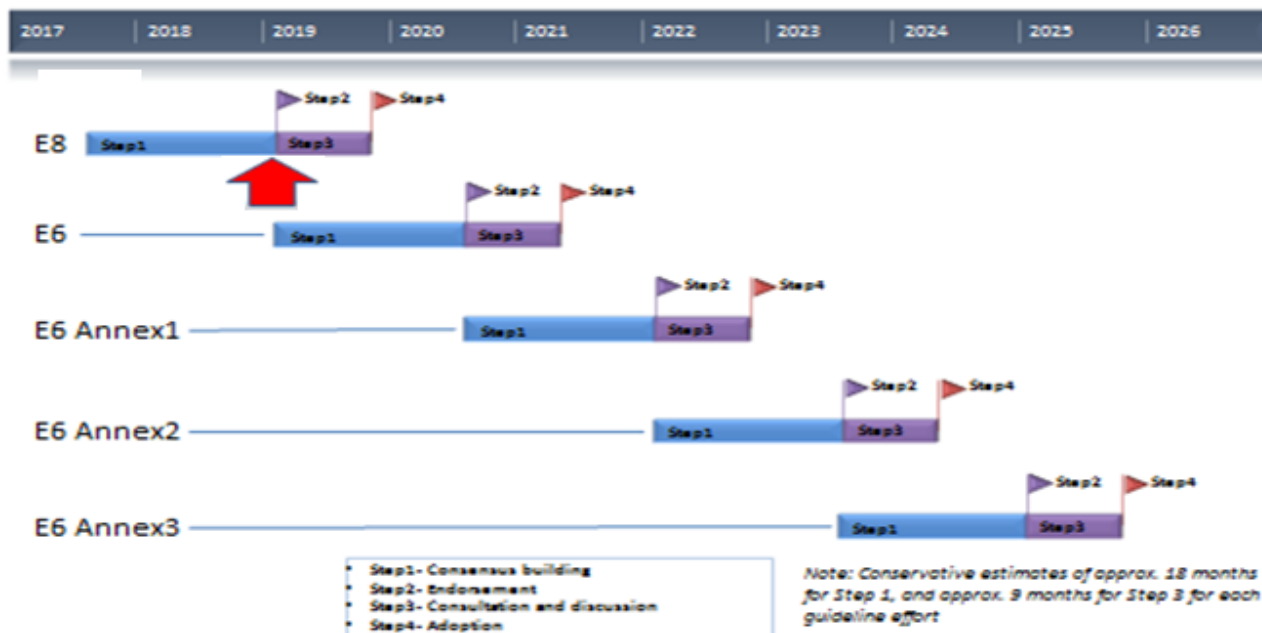 2017 2018 2019 2020 2021 2022 2023 2024 2025 2026
Step2 Step4
E8 Step1 Step3
Step2 Step4
E6 Step1 Step3
Step2 Step4
E6 Annex1 Step1 Step3
Step2 Step4
E6 Annex2 Step1 Step3
Step2 Step4
E6 Annex3 Step1 Step3
• Step1- Consensus building
• Step2- Endorsement
• Step3- Consultation and discussion
• Step4- Adoption
Note: Conservative estimates of approx. 18 months
for Step 1, and approx. 9 months for Step 3 for each
guideline effort